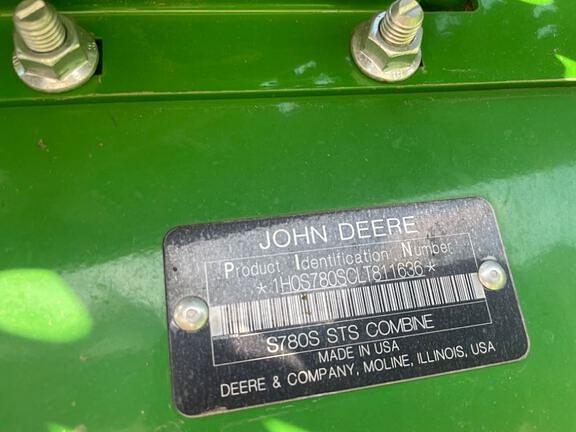 JOHN DEERE
Product Identification Number
*1H0S780SCLT811636*
S780S STS COMBINE
MADE IN USA
DEERE & COMPANY, MOLINE, ILLINOIS, USA